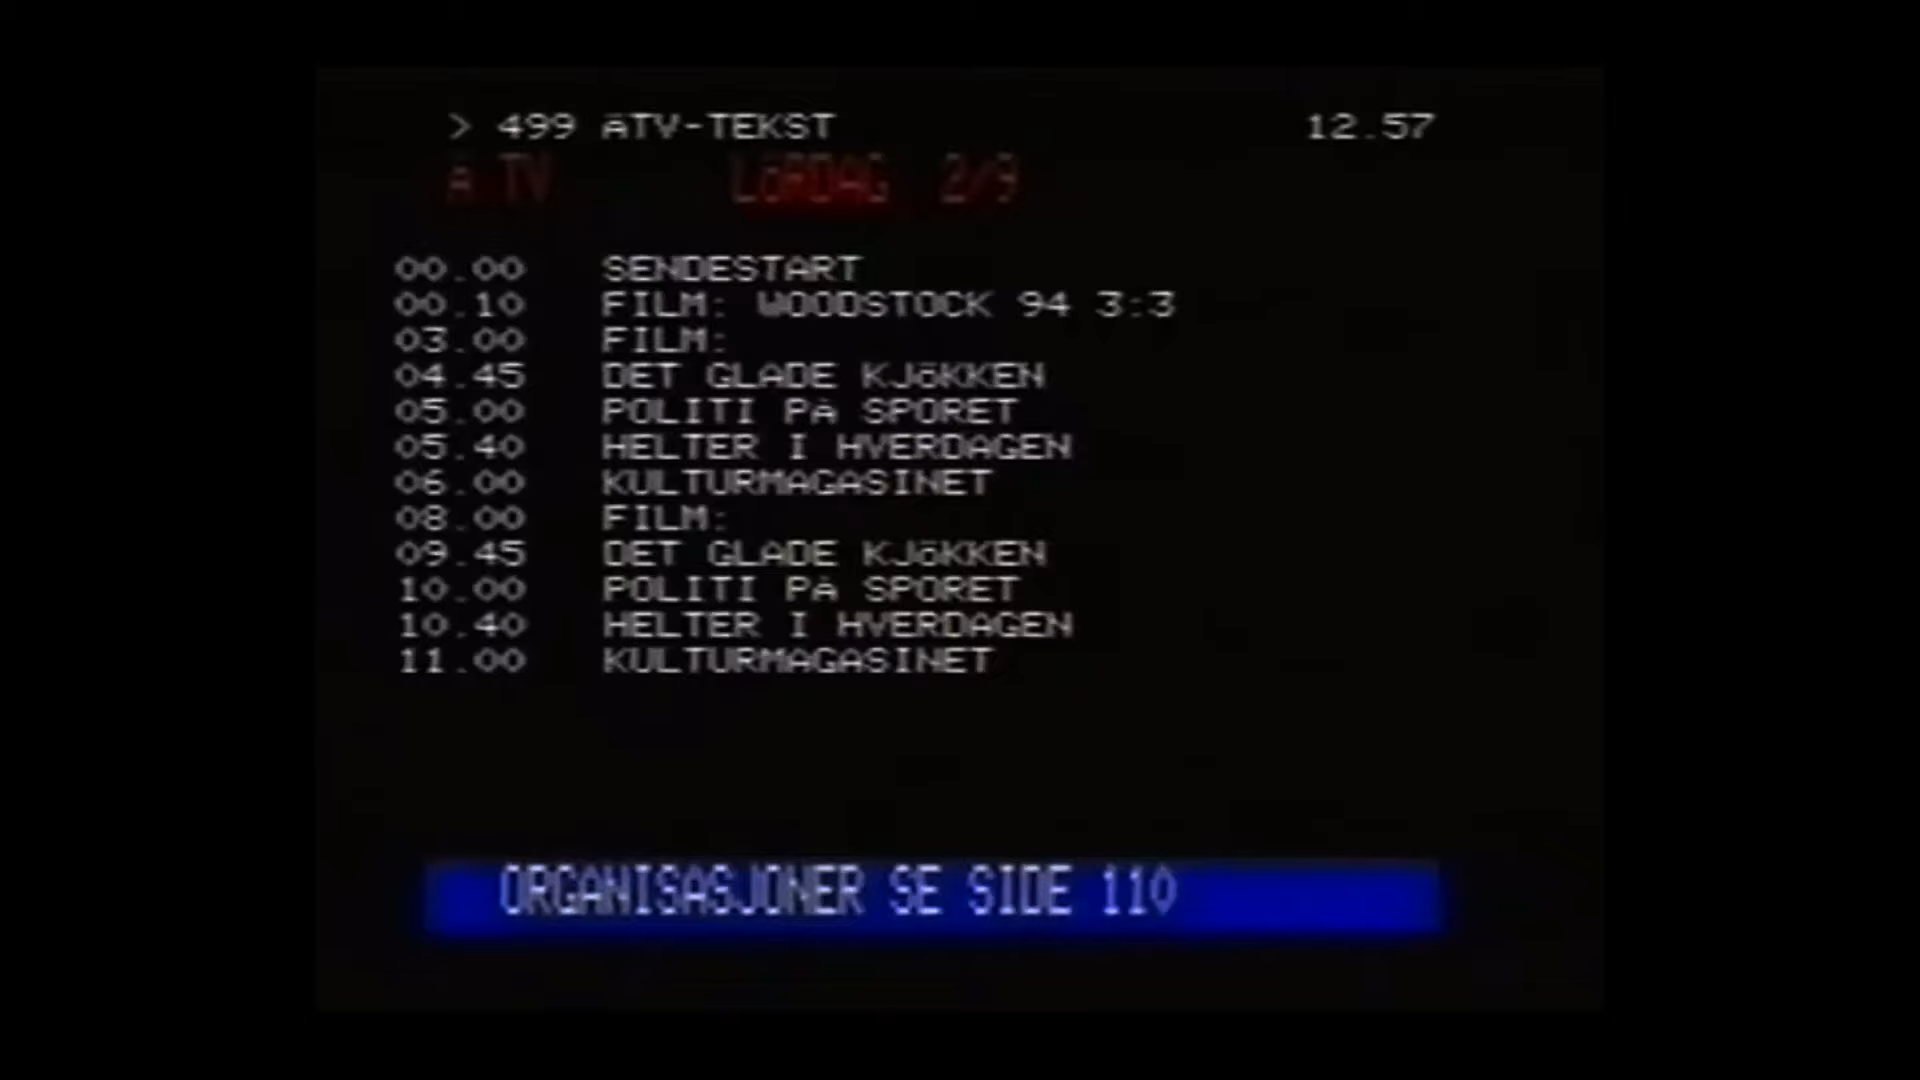 > 499 äTV-TEKST 12.57
ä TV LöRDAG 2/9
00.00 SENDESTART
00.10 FILM: WOODSTOCK 94 3:3
03.00 FILM:
04.45 DET GLADE KJöKKEN
05.00 POLITI På SPORET
05.40 HELTER I HVERDAGEN
06.00 KULTURMAGASINET
08.00 FILM:
09.45 DET GLADE KJöKKEN
10.00 POLITI På SPORET
10.40 HELTER I HVERDAGEN
11.00 KULTURMAGASINET
ORGANISASJONER SE SIDE 110